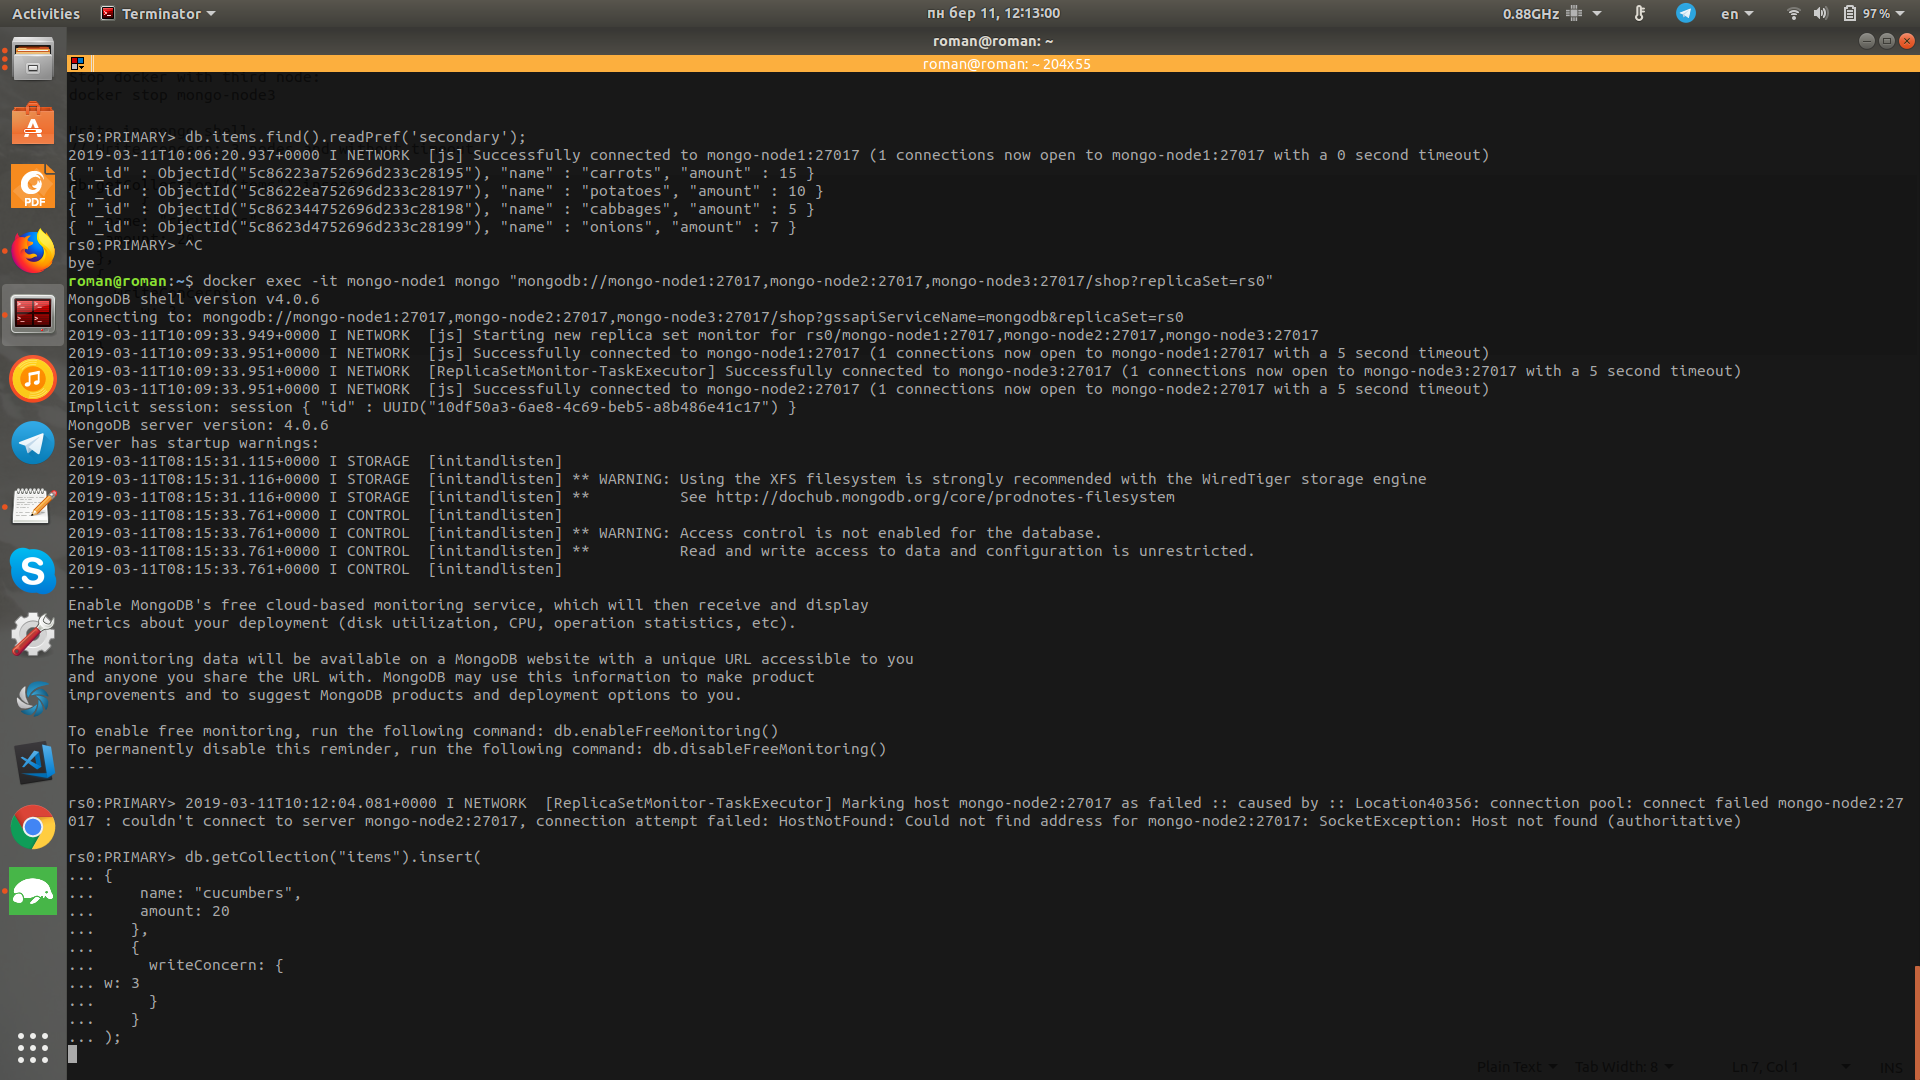 Activities
Terminator
пн бер 11, 12:13:00
0.88GHz
en
97 %
roman@roman: ~
roman@roman: ~ 204x55
Stop docker with third node:
docker stop mongo-node3
rs0:PRIMARY> db.items.find().readPref('secondary');
2019-03-11T10:06:20.937+0000 I NETWORK  [js] Successfully connected to mongo-node1:27017 (1 connections now open to mongo-node1:27017 with a 0 second timeout)
{ "_id" : ObjectId("5c86223a752696d233c28195"), "name" : "carrots", "amount" : 15 }
{ "_id" : ObjectId("5c8622ea752696d233c28197"), "name" : "potatoes", "amount" : 10 }
{ "_id" : ObjectId("5c862344752696d233c28198"), "name" : "cabbages", "amount" : 5 }
{ "_id" : ObjectId("5c8623d4752696d233c28199"), "name" : "onions", "amount" : 7 }
rs0:PRIMARY> ^C
bye
roman@roman:~$ docker exec -it mongo-node1 mongo "mongodb://mongo-node1:27017,mongo-node2:27017,mongo-node3:27017/shop?replicaSet=rs0"
MongoDB shell version v4.0.6
connecting to: mongodb://mongo-node1:27017,mongo-node2:27017,mongo-node3:27017/shop?gssapiServiceName=mongodb&replicaSet=rs0
2019-03-11T10:09:33.949+0000 I NETWORK  [js] Starting new replica set monitor for rs0/mongo-node1:27017,mongo-node2:27017,mongo-node3:27017
2019-03-11T10:09:33.951+0000 I NETWORK  [js] Successfully connected to mongo-node1:27017 (1 connections now open to mongo-node1:27017 with a 5 second timeout)
2019-03-11T10:09:33.951+0000 I NETWORK  [ReplicaSetMonitor-TaskExecutor] Successfully connected to mongo-node3:27017 (1 connections now open to mongo-node3:27017 with a 5 second timeout)
2019-03-11T10:09:33.951+0000 I NETWORK  [js] Successfully connected to mongo-node2:27017 (1 connections now open to mongo-node2:27017 with a 5 second timeout)
Implicit session: session { "id" : UUID("10df50a3-6ae8-4c69-beb5-a8b486e41c17") }
MongoDB server version: 4.0.6
Server has startup warnings:
2019-03-11T08:15:31.115+0000 I STORAGE  [initandlisten]
2019-03-11T08:15:31.116+0000 I STORAGE  [initandlisten] ** WARNING: Using the XFS filesystem is strongly recommended with the WiredTiger storage engine
2019-03-11T08:15:31.116+0000 I STORAGE  [initandlisten] **          See http://dochub.mongodb.org/core/prodnotes-filesystem
2019-03-11T08:15:33.761+0000 I CONTROL  [initandlisten]
2019-03-11T08:15:33.761+0000 I CONTROL  [initandlisten] ** WARNING: Access control is not enabled for the database.
2019-03-11T08:15:33.761+0000 I CONTROL  [initandlisten] **          Read and write access to data and configuration is unrestricted.
2019-03-11T08:15:33.761+0000 I CONTROL  [initandlisten]
---
Enable MongoDB's free cloud-based monitoring service, which will then receive and display
metrics about your deployment (disk utilization, CPU, operation statistics, etc).
The monitoring data will be available on a MongoDB website with a unique URL accessible to you
and anyone you share the URL with. MongoDB may use this information to make product
improvements and to suggest MongoDB products and deployment options to you.
To enable free monitoring, run the following command: db.enableFreeMonitoring()
To permanently disable this reminder, run the following command: db.disableFreeMonitoring()
---
rs0:PRIMARY> 2019-03-11T10:12:04.081+0000 I NETWORK  [ReplicaSetMonitor-TaskExecutor] Marking host mongo-node2:27017 as failed :: caused by :: Location40356: connection pool: connect failed mongo-node2:27
017 : couldn't connect to server mongo-node2:27017, connection attempt failed: HostNotFound: Could not find address for mongo-node2:27017: SocketException: Host not found (authoritative)
rs0:PRIMARY> db.getCollection("items").insert(
... {
...     name: "cucumbers",
...     amount: 20
...    },
...    {
...      writeConcern: {
... w: 3
...      }
...    }
... );
Plain Text
Tab Width: 8
Ln 7, Col 1
INS